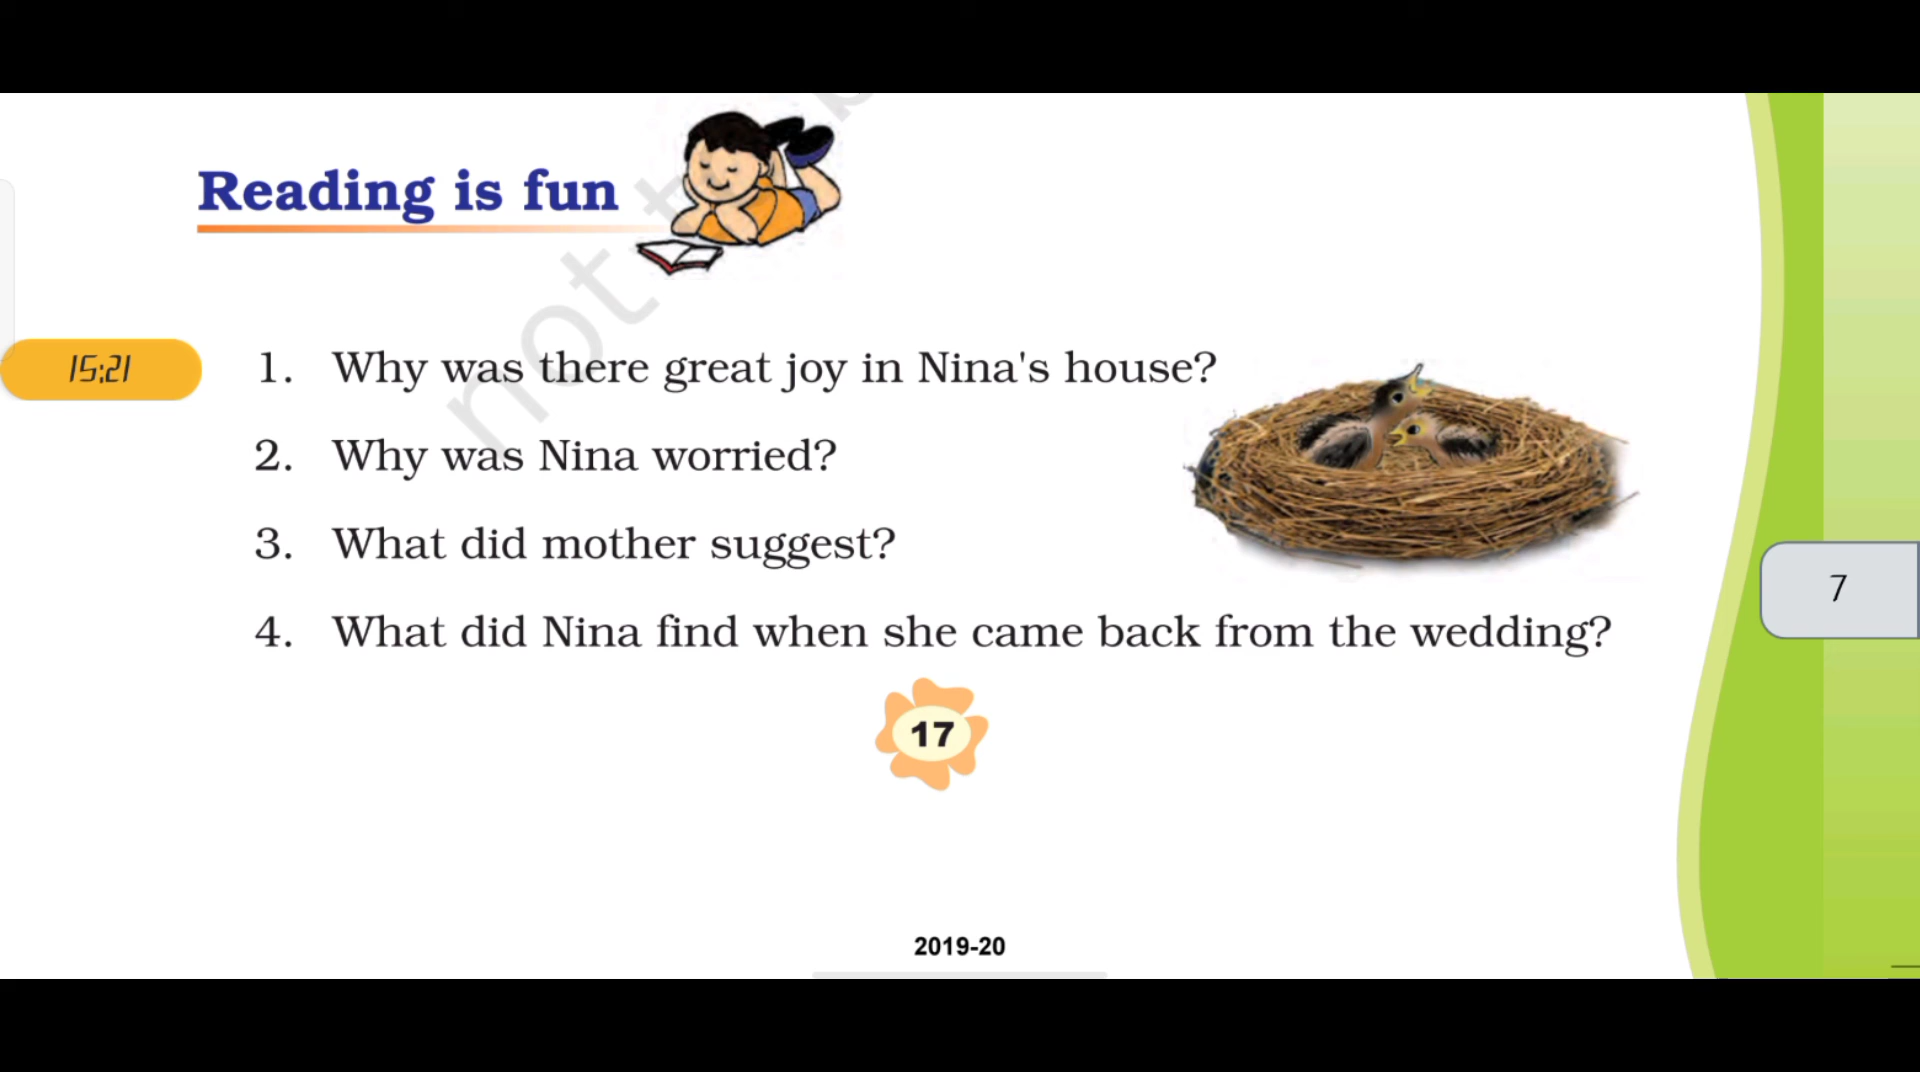 Reading is fun
not t
15:21
1. Why was there great joy in Nina's house?
2. Why was Nina worried?
3. What did mother suggest?
7
4. What did Nina find when she came back from the wedding?
17
2019-20